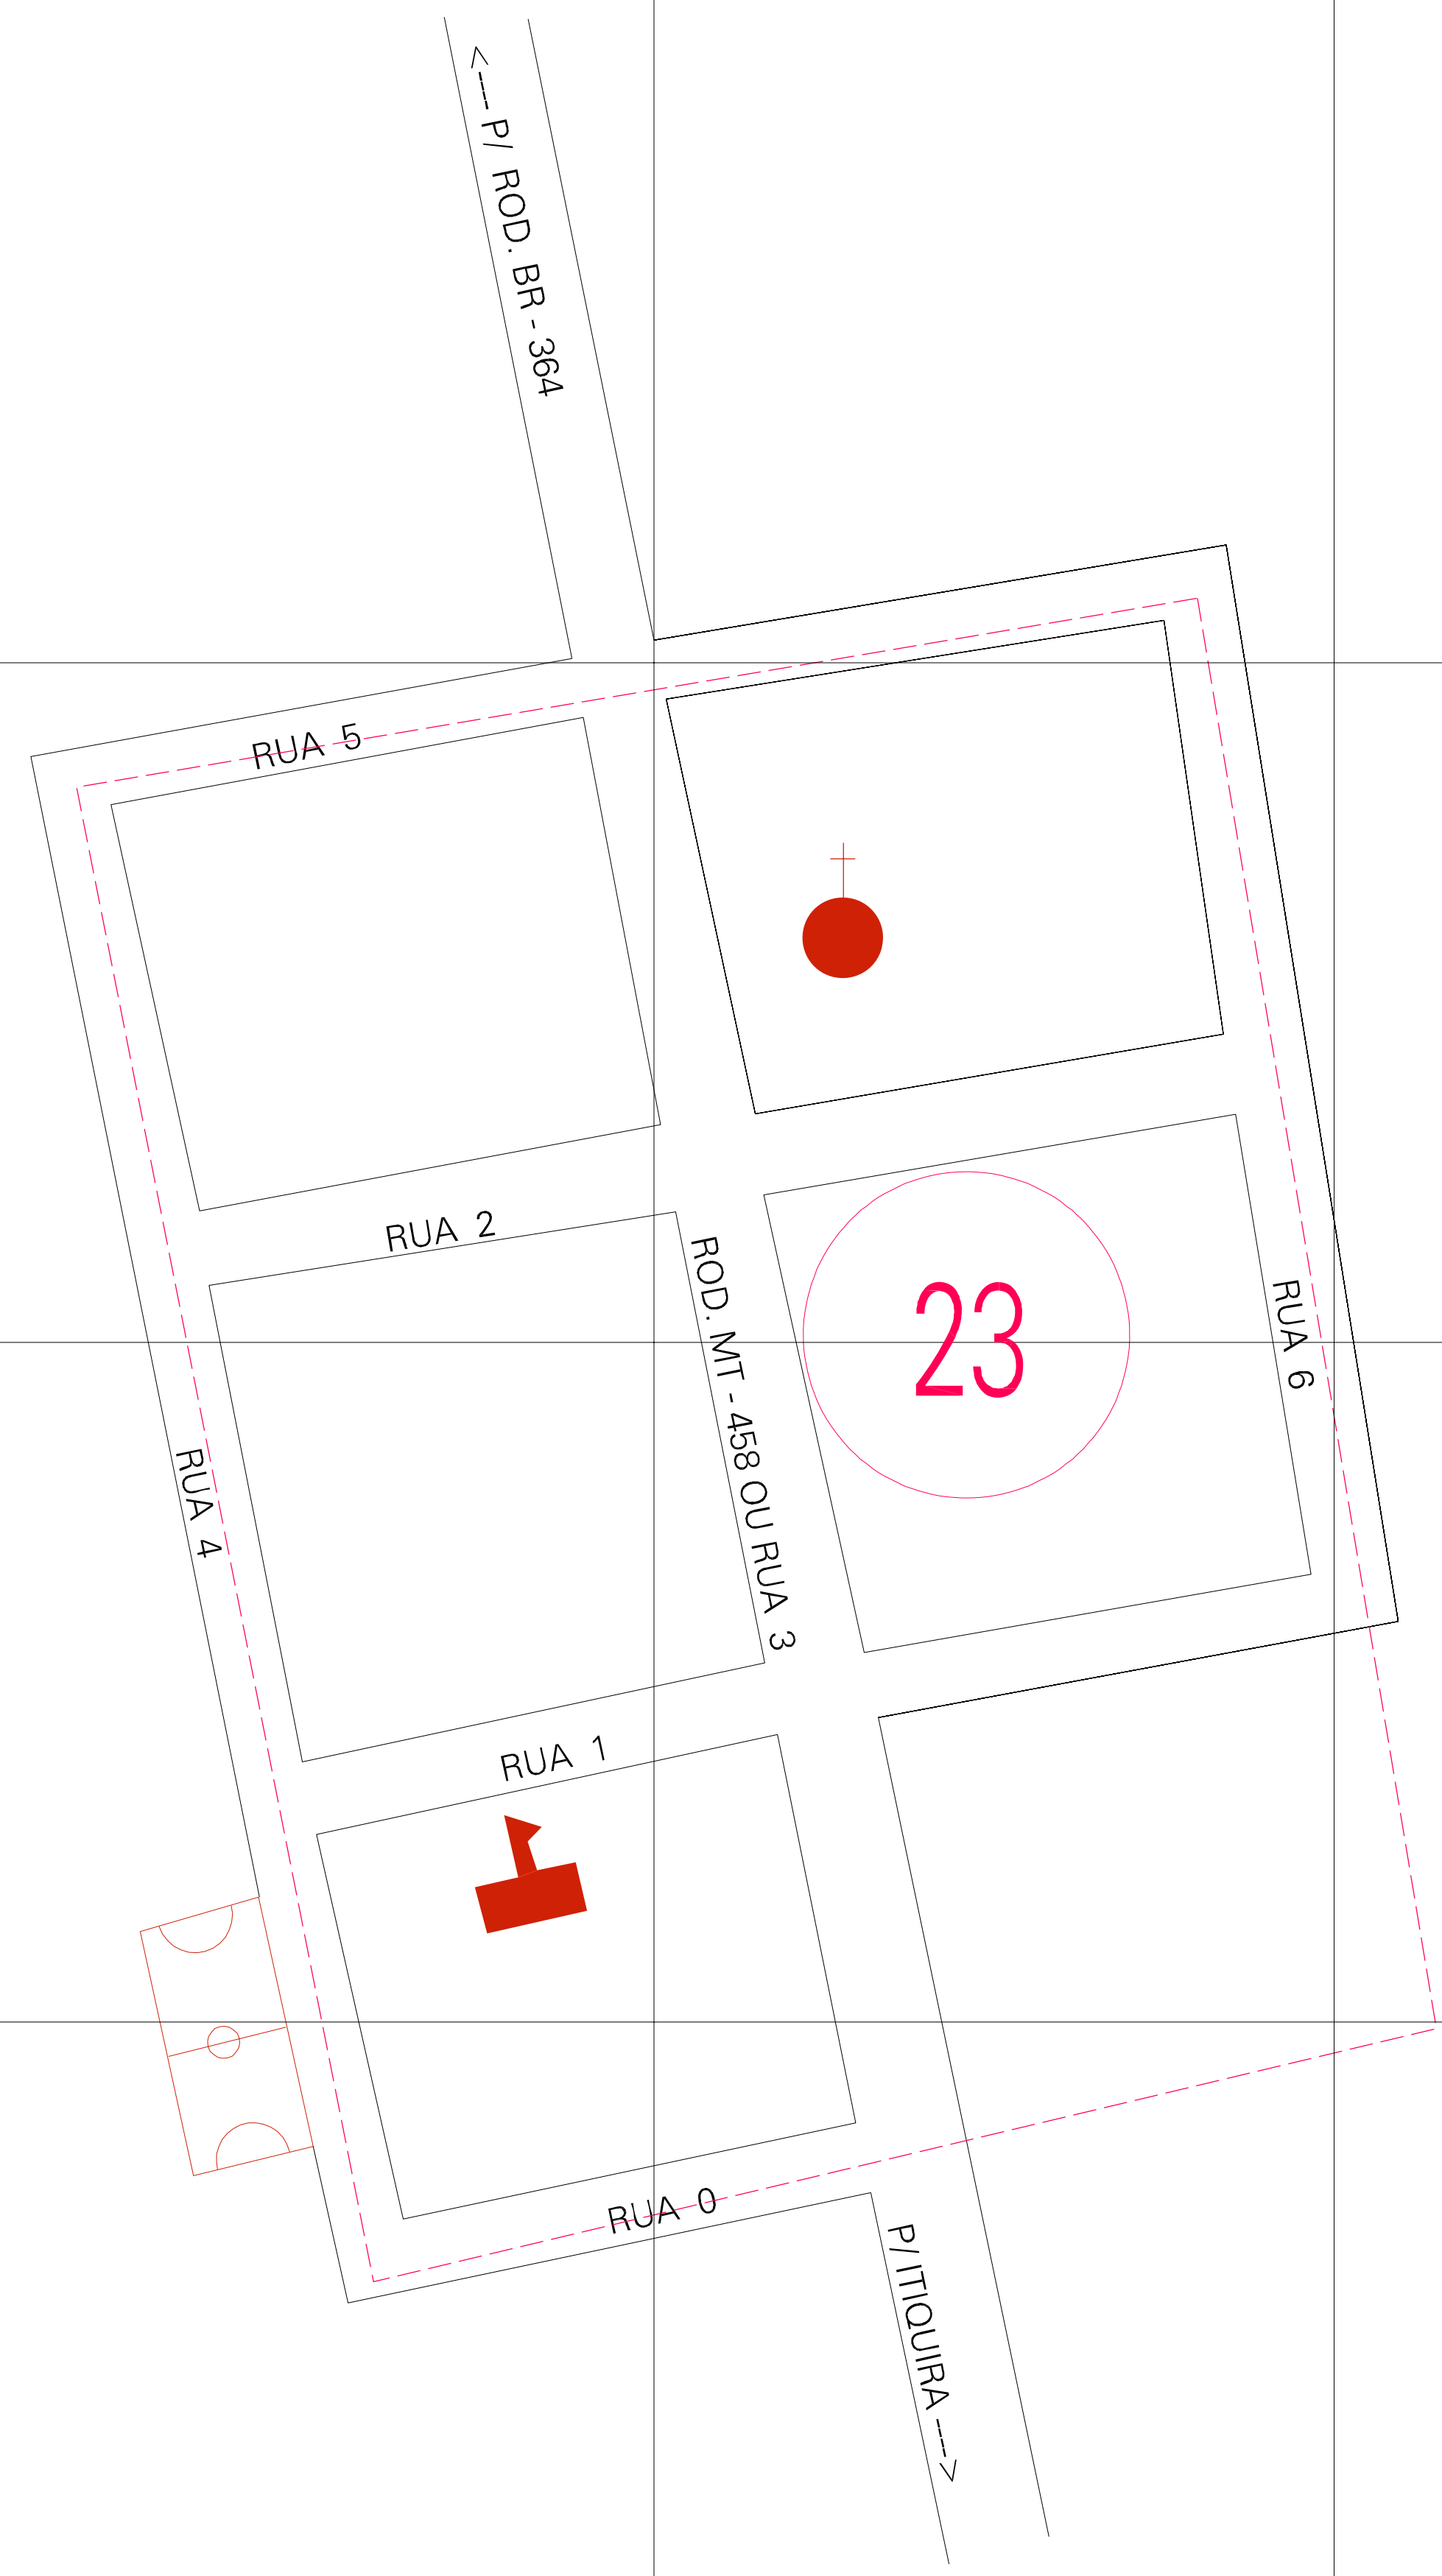 <---- P/ ROD. BR - 364
RUA 5
RUA 2
ROD. MT - 458 OU RUA 3
23
RUA 6
RUA 4
RUA 1
RUA 0
P/ ITIQUIRA ---->